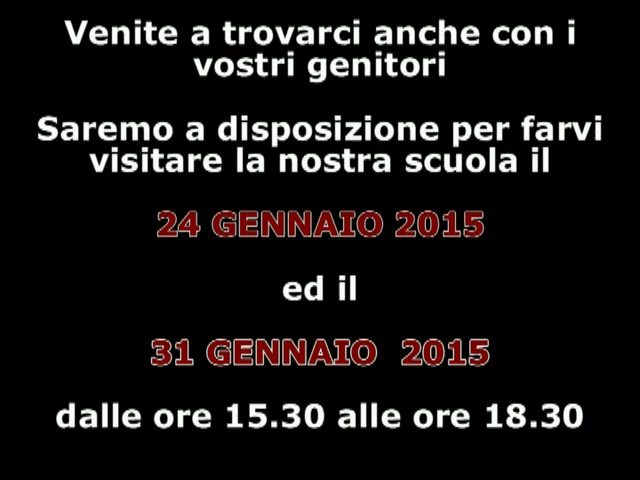 Venite a trovarci anche con i
vostri genitori
Saremo a disposizione per farvi
visitare la nostra scuola il
24 GENNAIO 2015
ed il
31 GENNAIO 2015
dalle ore 15.30 alle ore 18.30